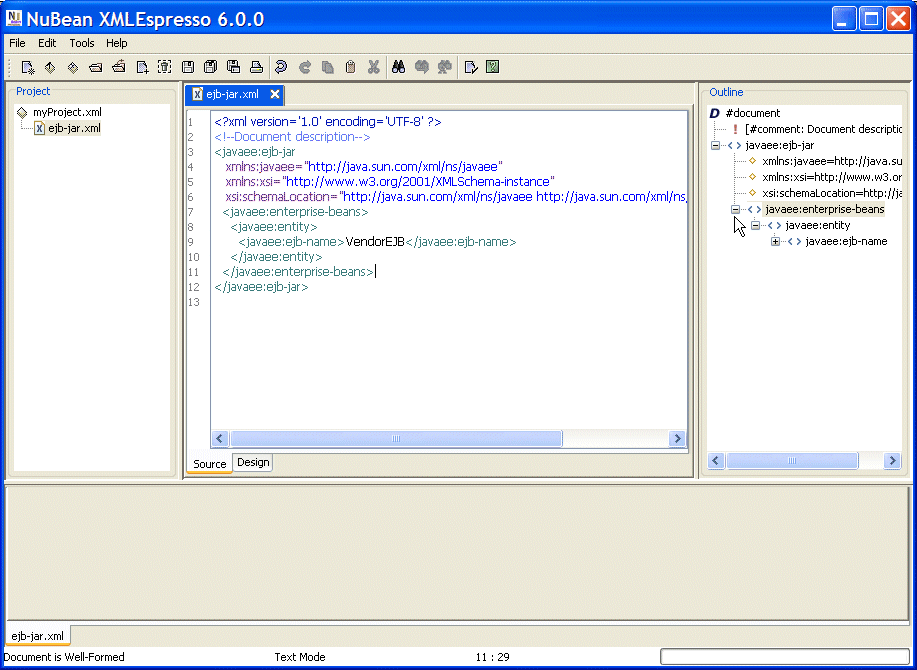 NuBean XMLEspresso 6.0.0
File Edit Tools Help
Project
myProject.xml
ejb-jar.xml
ejb-jar.xml
1 <?xml version='1.0' encoding='UTF-8' ?>
2 <!--Document description-->
3 <javaee:ejb-jar
4 xmlns:javaee="http://java.sun.com/xml/ns/javaee"
5 xmlns:xsi="http://www.w3.org/2001/XMLSchema-instance"
6 xsi:schemaLocation="http://java.sun.com/xml/ns/javaee http://java.sun.com/xml/ns,
7 <javaee:enterprise-beans>
8 <javaee:entity>
9 <javaee:ejb-name>VendorEJB</javaee:ejb-name>
10 </javaee:entity>
11 </javaee:enterprise-beans>
12 </javaee:ejb-jar>
13
Source Design
Outline
D #document
! [#comment: Document descriptio
<> javaee:ejb-jar
xmlns:javaee=http://java.su
xmlns:xsi=http://www.w3.or
xsi:schemaLocation=http://ja
<> javaee:enterprise-beans
<> javaee:entity
<> javaee:ejb-name
ejb-jar.xml
Document is Well-Formed Text Mode 11 : 29